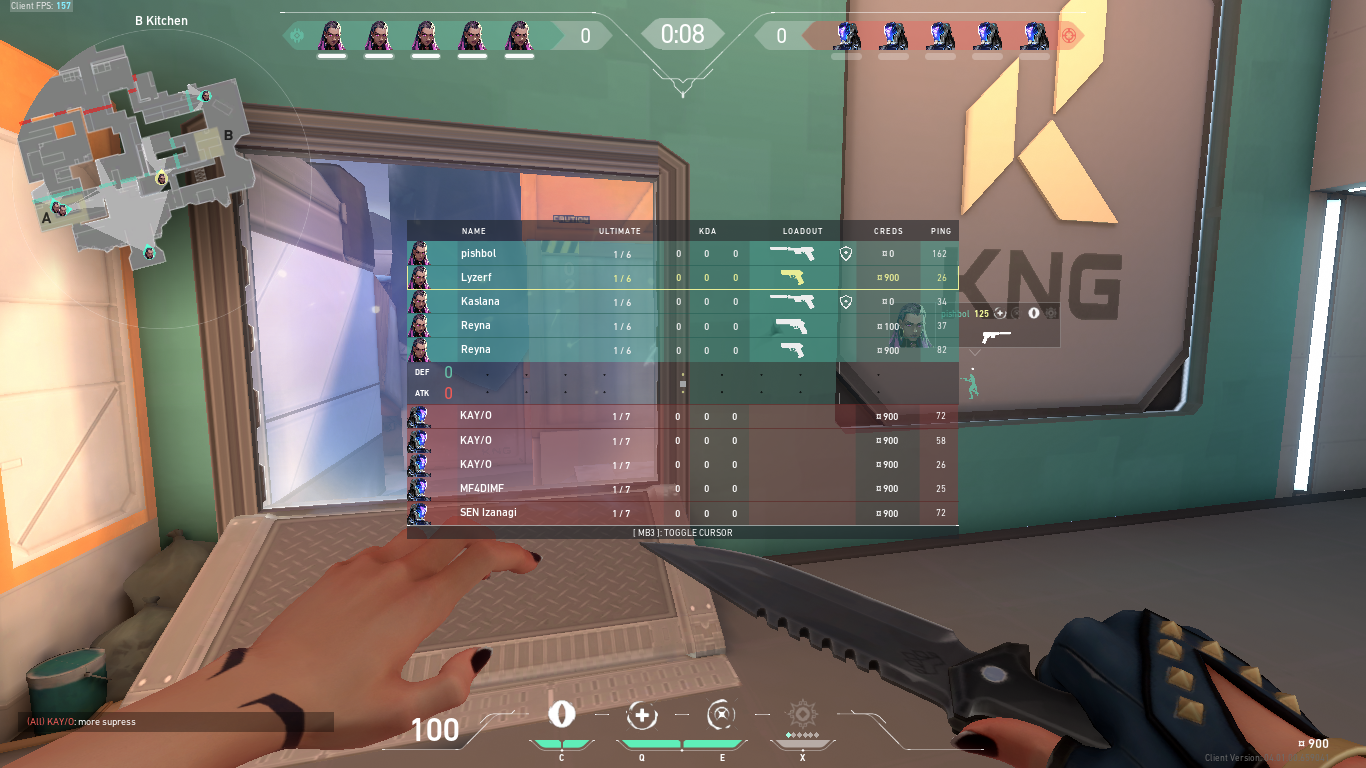 Client FPS: 157
B Kitchen
0 0:08 0
B
A
KNG
CAUTION
NAME ULTIMATE KDA LOADOUT CREDS PING
pishbol 1 / 6 0 0 0 ¤ 0 162
Lyzerf 1 / 6 0 0 0 ¤ 900 26
Kaslana 1 / 6 0 0 0 ¤ 0 34
pishbol 125
Reyna 1 / 6 0 0 0 ¤ 100 37
Reyna 1 / 6 0 0 0 ¤ 900 82
DEF 0
ATK 0
KAY/O 1 / 7 0 0 0 ¤ 900 72
KAY/O 1 / 7 0 0 0 ¤ 900 58
KAY/O 1 / 7 0 0 0 ¤ 900 26
MF4DIMF 1 / 7 0 0 0 ¤ 900 25
SEN Izanagi 1 / 7 0 0 0 ¤ 900 72
[ MB3 ]: TOGGLE CURSOR
(All) KAY/O: more supress
100
C Q E X
¤ 900
Client Version: